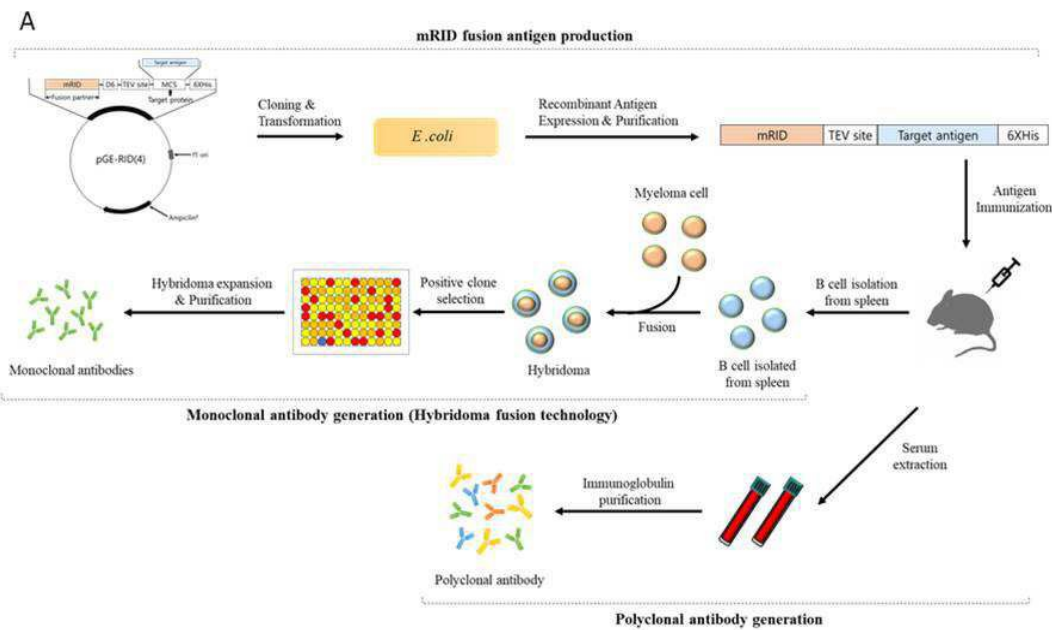 A
mRID fusion antigen production
Target antigen
mRID
D6
TEV site
MCS
6XHis
Fusion partner
Target protein
pGE-RID(4)
f1 ori
Ampicilinᴿ
Cloning &
Transformation
E.coli
Recombinant Antigen
Expression & Purification
mRID
TEV site
Target antigen
6XHis
Antigen
Immunization
Myeloma cell
B cell isolation
from spleen
Fusion
B cell isolated
from spleen
Hybridoma
Positive clone
selection
Hybridoma expansion
& Purification
Monoclonal antibodies
Monoclonal antibody generation (Hybridoma fusion technology)
Serum
extraction
Immunoglobulin
purification
Polyclonal antibody
Polyclonal antibody generation